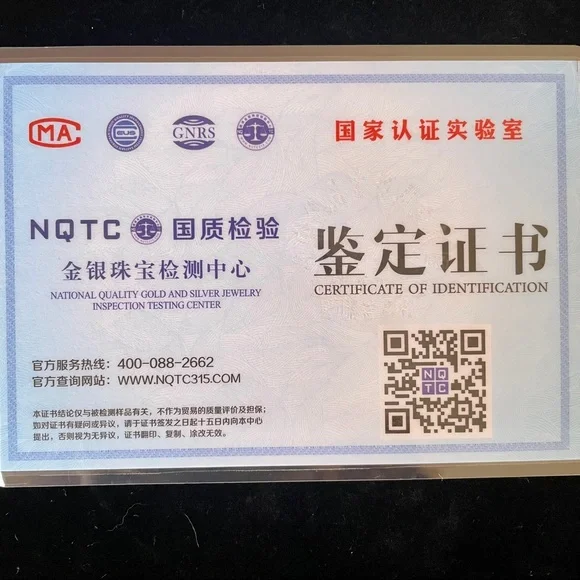 MA
EJS
GNRS
国家认证实验室
NQTC 国质检验
金银珠宝检测中心
NATIONAL QUALITY GOLD AND SILVER JEWELRY
INSPECTION TESTING CENTER
鉴定证书
CERTIFICATE OF IDENTIFICATION
NQ
TC
官方服务热线：400-088-2662
官方查询网站：WWW.NQTC315.COM
本证书结论仅与被检测样品有关，不作为贸易的质量评价及担保；
如对证书有疑问或异议，请于证书签发之日起十五日内向本中心
提出，否则视为无异议，证书翻印、复制、涂改无效。